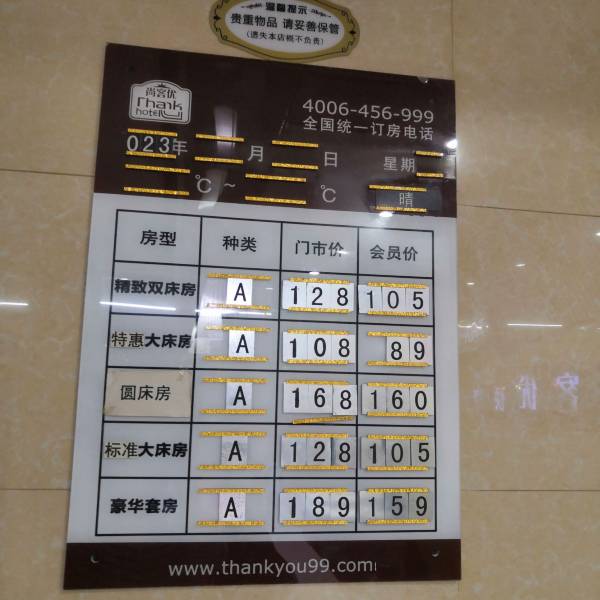 温馨提示
贵重物品 请妥善保管
(遗失本店概不负责)
尚客优
Thank
hotel
4006-456-999
全国统一订房电话
023年 月 日 星期
℃ ~ ℃ 晴
房型 种类 门市价 会员价
精致双床房 A 128 105
特惠大床房 A 108 89
圆床房 A 168 160
标准大床房 A 128 105
豪华套房 A 189 159
www.thankyou99.com